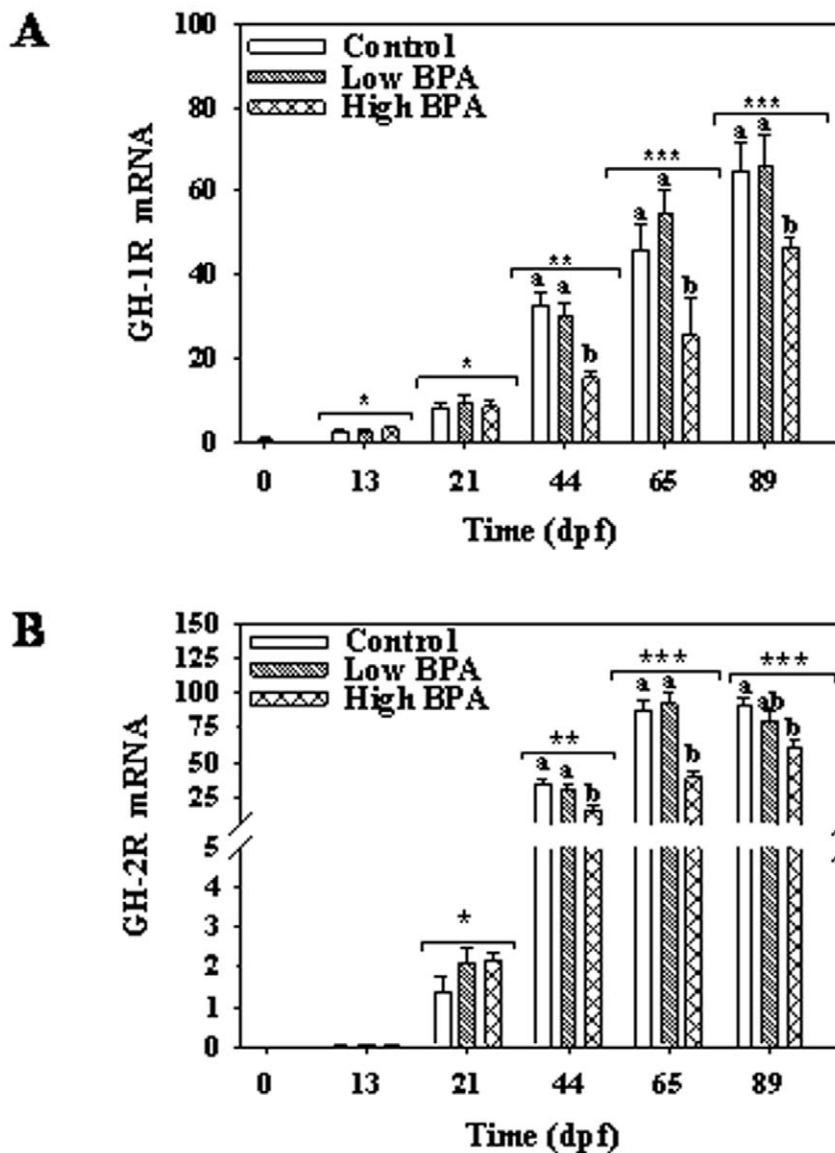 A
100
80
60
40
20
0
GH-1R mRNA
Control
Low BPA
High BPA
*
*
**
***
***
a a b
a a b
a a b
0 13 21 44 65 89
Time (dpf)
B
150
125
100
75
50
25
5
4
3
2
1
0
GH-2R mRNA
Control
Low BPA
High BPA
*
**
***
***
a a b
a a b
a ab b
0 13 21 44 65 89
Time (dpf)